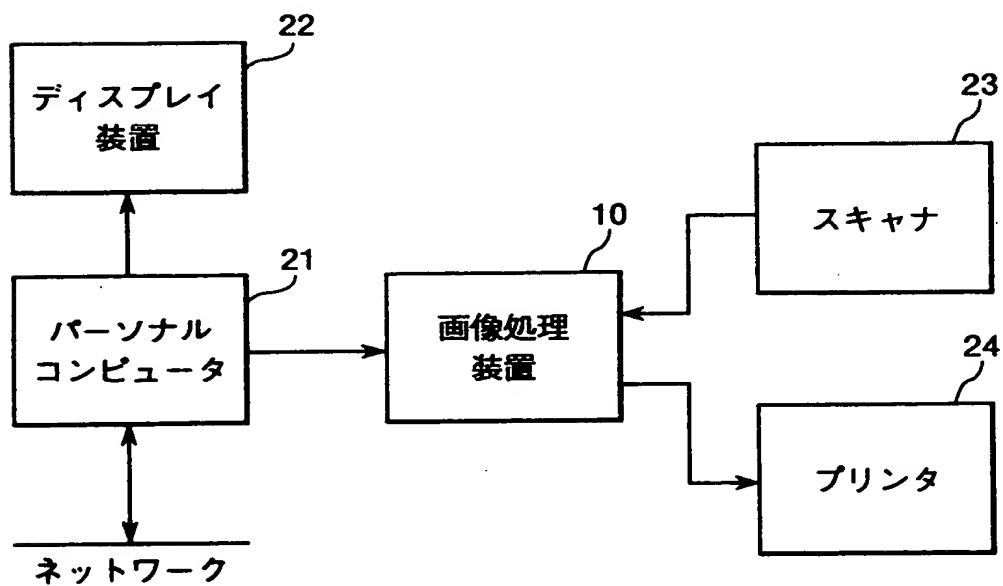 22
ディスプレイ
装置
23
スキャナ
10
画像処理
装置
21
パーソナル
コンピュータ
24
プリンタ
ネットワーク